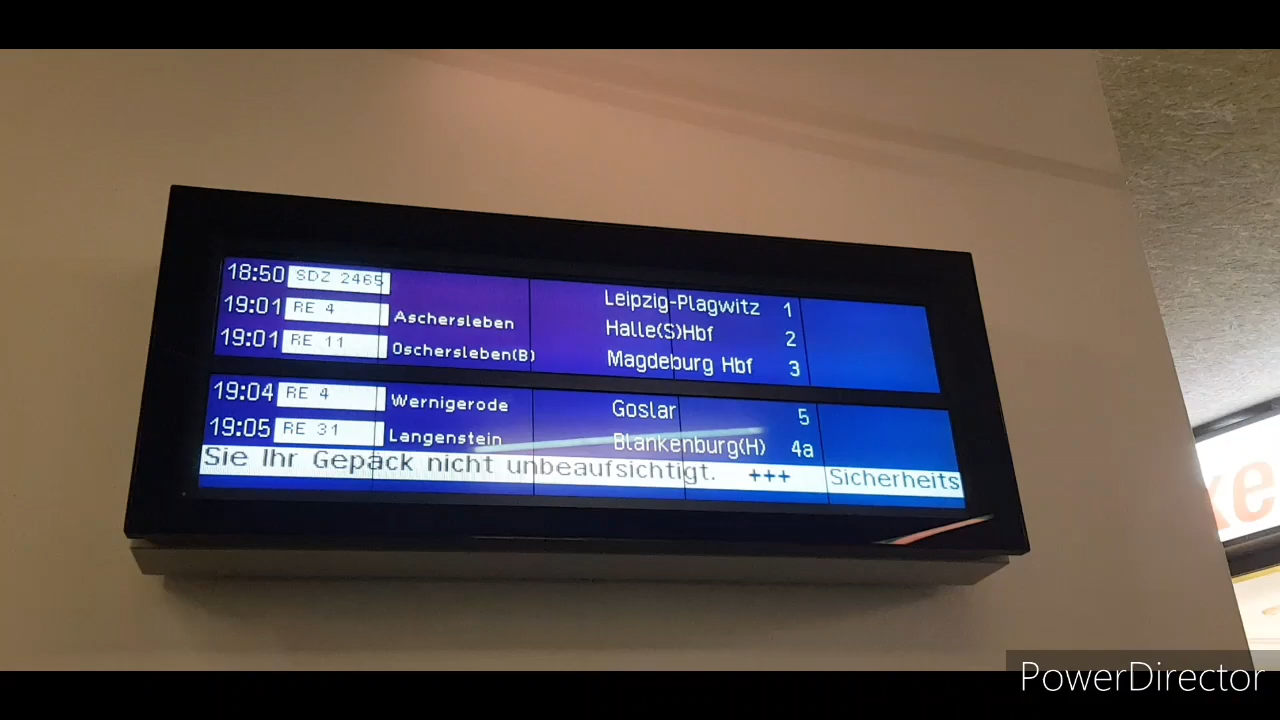 18:50 SDZ 2465 Leipzig-Plagwitz 1
19:01 RE 4 Aschersleben Halle(S)Hbf 2
19:01 RE 11 Oschersleben(B) Magdeburg Hbf 3
19:04 RE 4 Wernigerode Goslar 5
19:05 RE 31 Langenstein Blankenburg(H) 4a
Sie Ihr Gepäck nicht unbeaufsichtigt. +++ Sicherheits
ke
PowerDirector